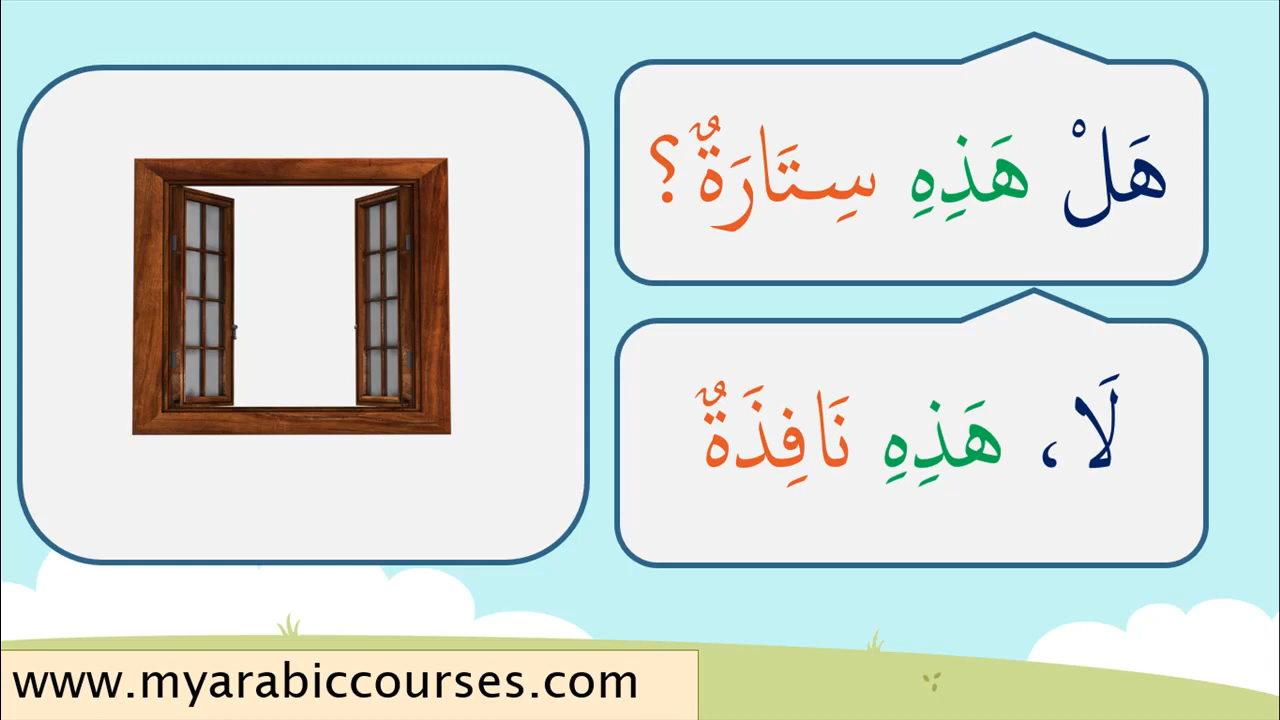 هَلْ هَذِهِ سِتَارَةٌ؟
لَا، هَذِهِ نَافِذَةٌ
www.myarabiccourses.com